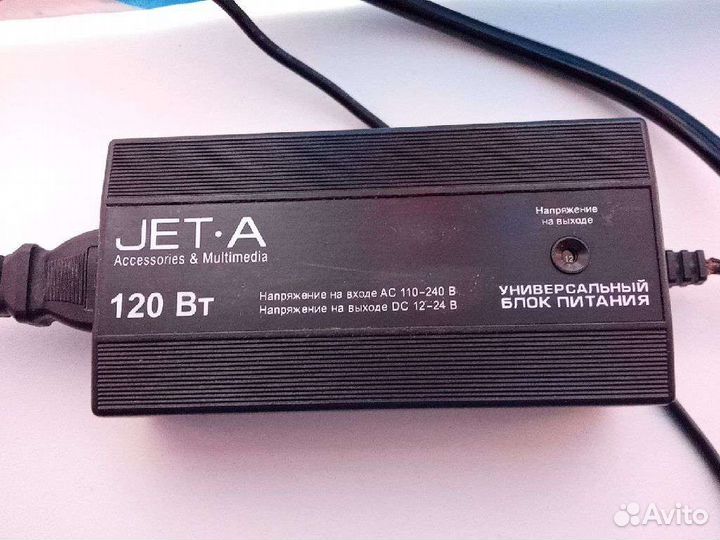 JET·A
Accessories & Multimedia
120 Вт
Напряжение на входе AC 110–240 В
Напряжение на выходе DC 12–24 В
Напряжение
на выходе
12
УНИВЕРСАЛЬНЫЙ
БЛОК ПИТАНИЯ
Avito